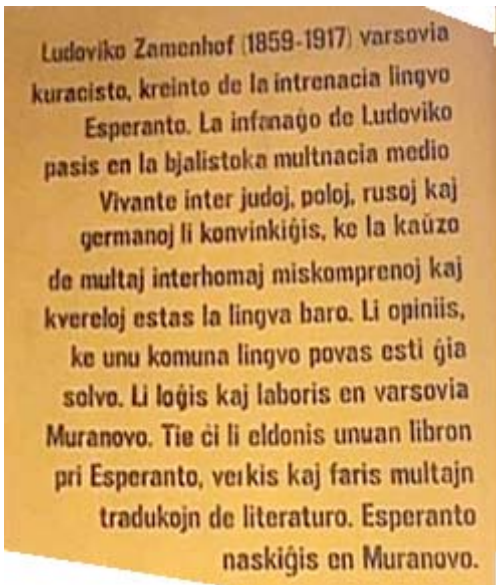 Ludoviko Zamenhof (1859-1917) varsovia
kuracisto, kreinto de la intrenacia lingvo
Esperanto. La infanaĝo de Ludoviko
pasis en la bjalistoka multnacia medio
Vivante inter judoj, poloj, rusoj kaj
germanoj li konvinkiĝis, ke la kaŭzo
de multaj interhomaj miskomprenoj kaj
kvereloj estas la lingva baro. Li opiniis,
ke unu komuna lingvo povas esti ĝia
solvo. Li loĝis kaj laboris en varsovia
Muranovo. Tie ĉi li eldonis unuan libron
pri Esperanto, verkis kaj faris multajn
tradukojn de literaturo. Esperanto
naskiĝis en Muranovo.